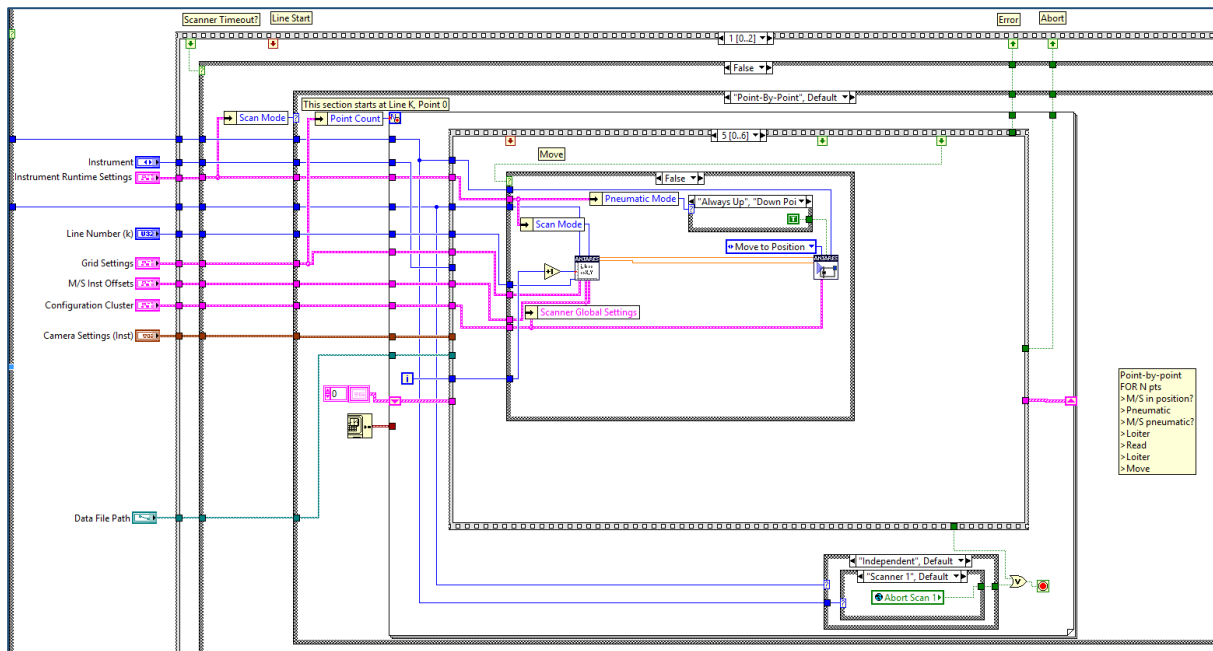 Scanner Timeout?
Line Start
Error
Abort
1 [0..2]
False
"Point-By-Point", Default
This section starts at Line K, Point 0
Scan Mode
Point Count
N
5 [0..6]
Move
Instrument
Instrument Runtime Settings
False
Pneumatic Mode
"Always Up", "Down Poi
T
Scan Mode
Line Number (k)
U32
Move to Position
ANTARES
ANTARES
Grid Settings
+1
M/S Inst Offsets
Configuration Cluster
Scanner Global Settings
Camera Settings (Inst)
i
0
Point-by-point
FOR N pts
>M/S in position?
>Pneumatic
>M/S pneumatic?
>Loiter
>Read
>Loiter
>Move
Data File Path
"Independent", Default
"Scanner 1", Default
Abort Scan 1
V